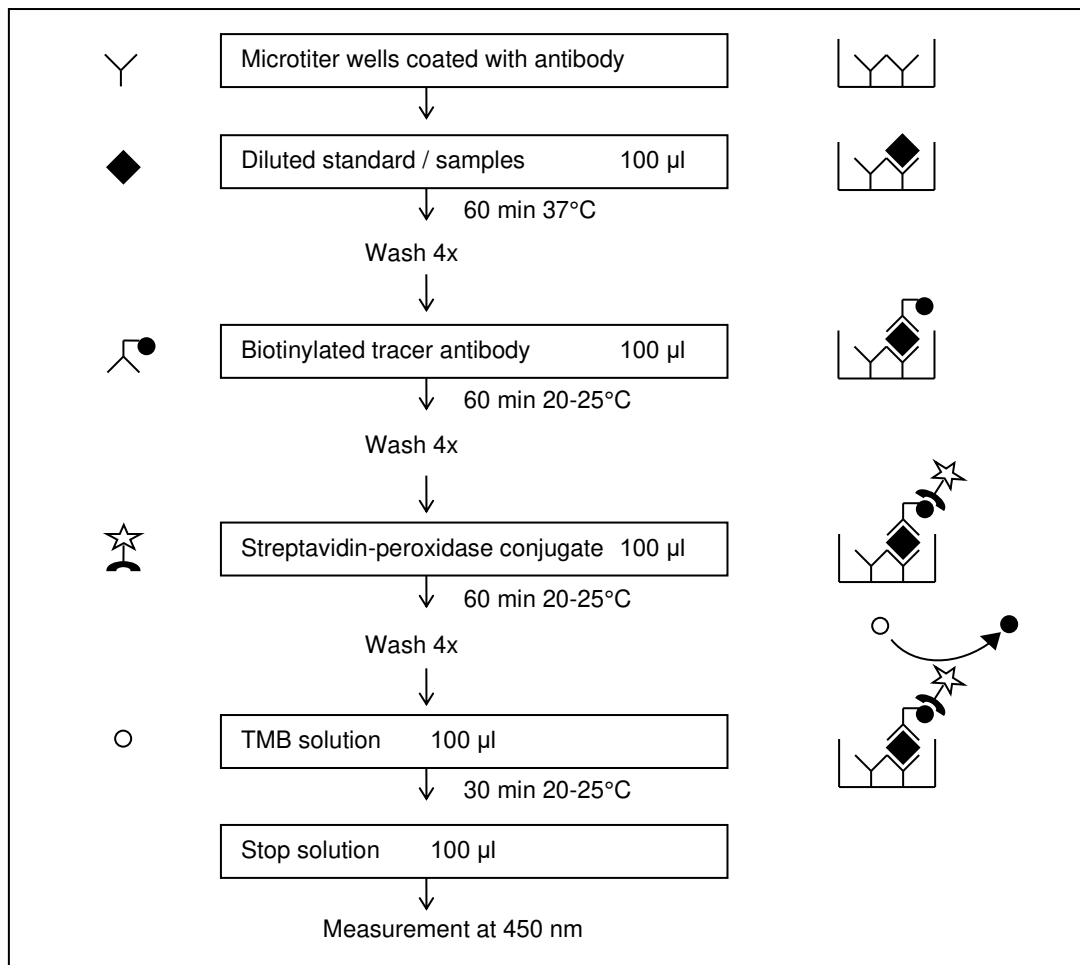 Microtiter wells coated with antibody
Diluted standard / samples 100 µl
60 min 37°C
Wash 4x
Biotinylated tracer antibody 100 µl
60 min 20-25°C
Wash 4x
Streptavidin-peroxidase conjugate 100 µl
60 min 20-25°C
Wash 4x
TMB solution 100 µl
30 min 20-25°C
Stop solution 100 µl
Measurement at 450 nm